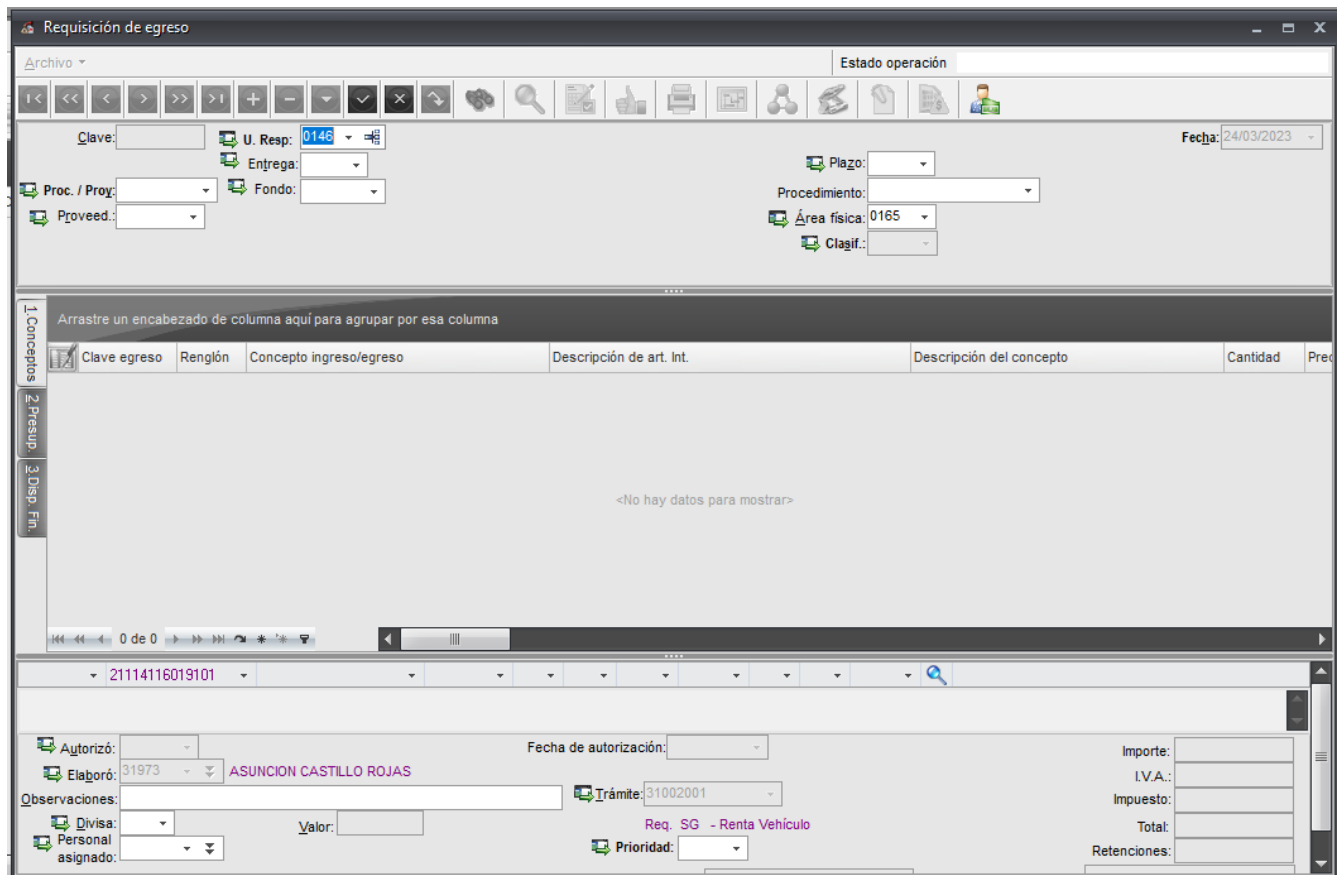 Requisición de egreso
Archivo
Estado operación
Clave:
U. Resp: 0146
Fecha: 24/03/2023
Entrega:
Plazo:
Proc. / Proy:
Fondo:
Procedimiento:
Proveed.:
Área física: 0165
Clasif.:
1.Conceptos
2.Presup.
3.Disp. Fin.
Arrastre un encabezado de columna aquí para agrupar por esa columna
Clave egreso Renglón Concepto ingreso/egreso Descripción de art. Int. Descripción del concepto Cantidad Prec
<No hay datos para mostrar>
0 de 0
21114116019101
Autorizó:
Fecha de autorización:
Importe:
Elaboró: 31973 ASUNCION CASTILLO ROJAS
I.V.A.:
Observaciones:
Trámite: 31002001
Impuesto:
Divisa:
Valor:
Req. SG - Renta Vehículo
Total:
Personal asignado:
Prioridad:
Retenciones: